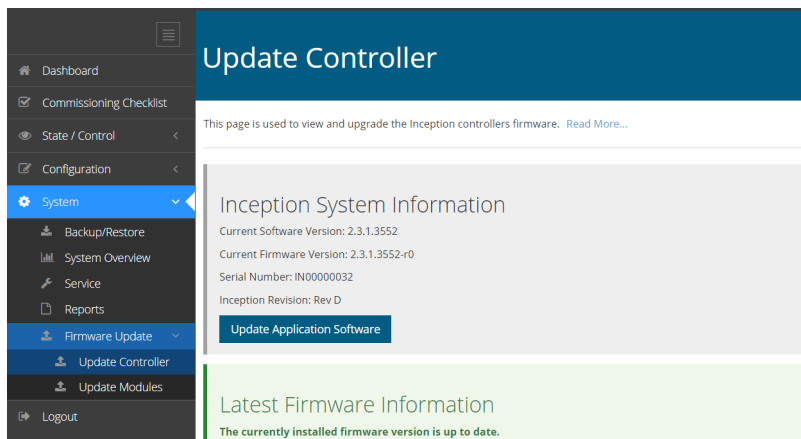 Dashboard
Commissioning Checklist
State / Control
Configuration
System
Backup/Restore
System Overview
Service
Reports
Firmware Update
Update Controller
Update Modules
Logout
Update Controller
This page is used to view and upgrade the Inception controllers firmware. Read More...
Inception System Information
Current Software Version: 2.3.1.3552
Current Firmware Version: 2.3.1.3552-r0
Serial Number: IN00000032
Inception Revision: Rev D
Update Application Software
Latest Firmware Information
The currently installed firmware version is up to date.